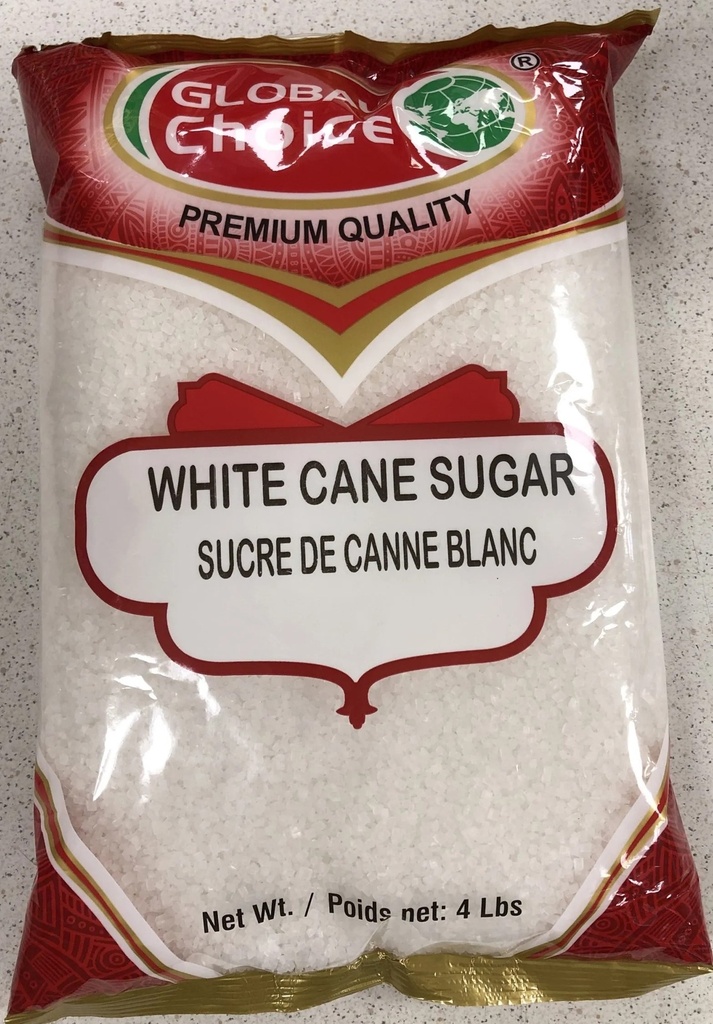 GLOBAL
ChoiCE
®
PREMIUM QUALITY
WHITE CANE SUGAR
SUCRE DE CANNE BLANC
Net Wt. / Poids net: 4 Lbs